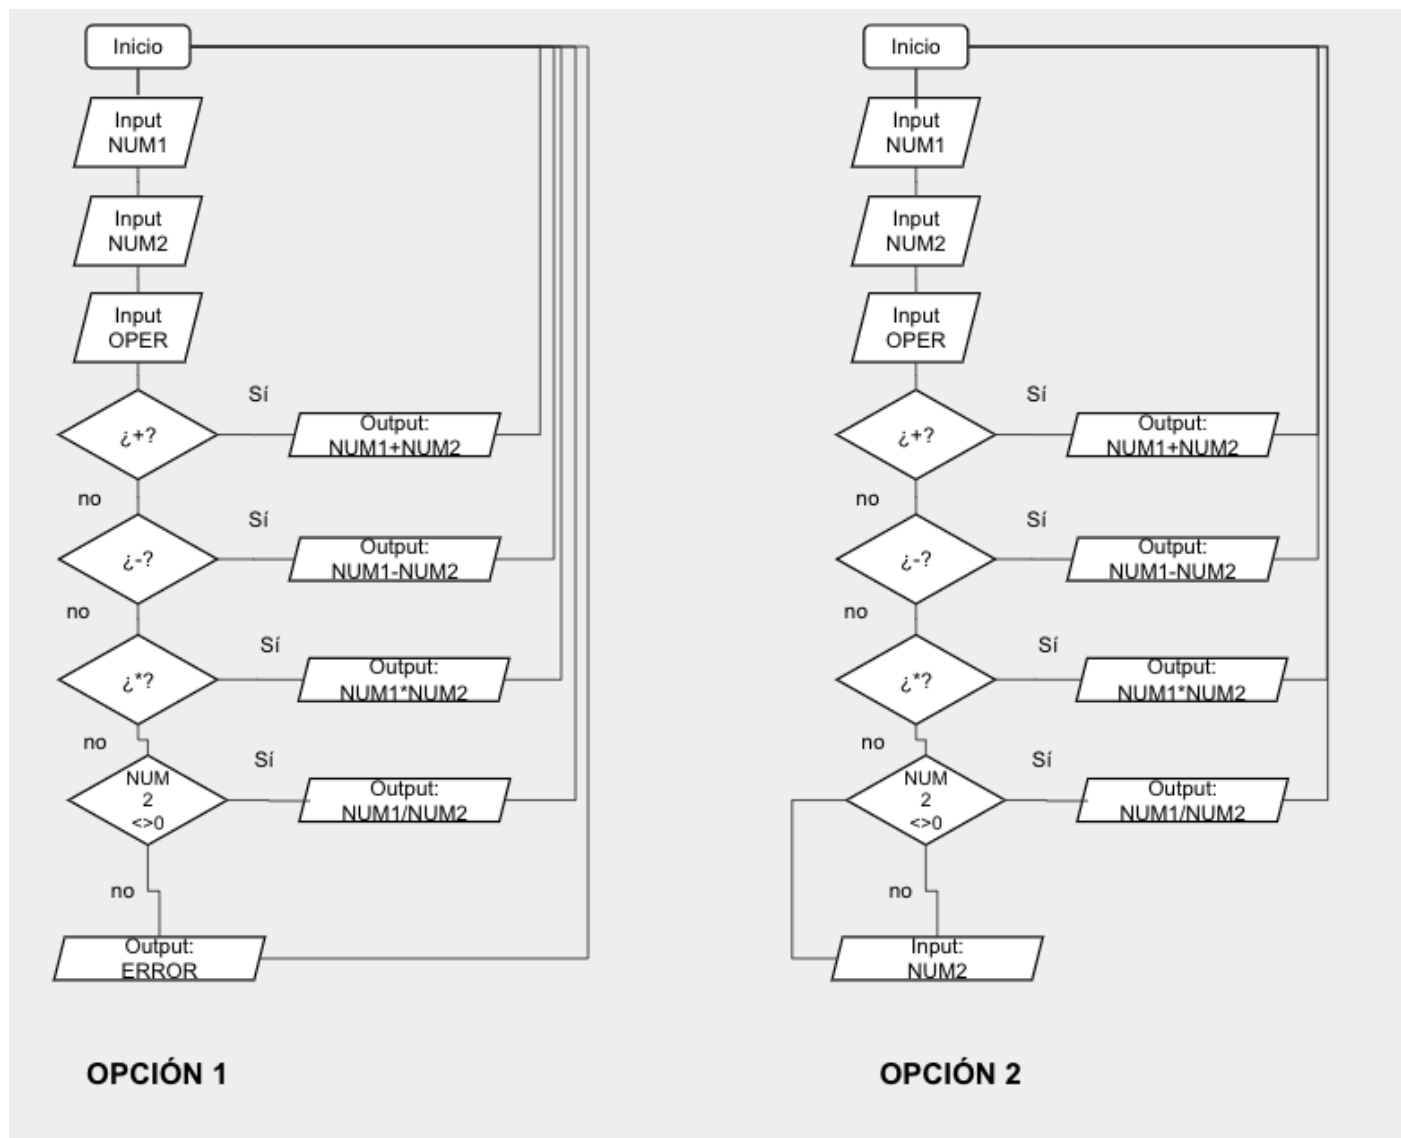 Inicio
Input
NUM1
Input
NUM2
Input
OPER
Sí
¿+?
Output:
NUM1+NUM2
no
Sí
¿-?
Output:
NUM1-NUM2
no
Sí
¿*?
Output:
NUM1*NUM2
no
Sí
NUM
2
<>0
Output:
NUM1/NUM2
no
Output:
ERROR
OPCIÓN 1
Inicio
Input
NUM1
Input
NUM2
Input
OPER
Sí
¿+?
Output:
NUM1+NUM2
no
Sí
¿-?
Output:
NUM1-NUM2
no
Sí
¿*?
Output:
NUM1*NUM2
no
Sí
NUM
2
<>0
Output:
NUM1/NUM2
no
Input:
NUM2
OPCIÓN 2